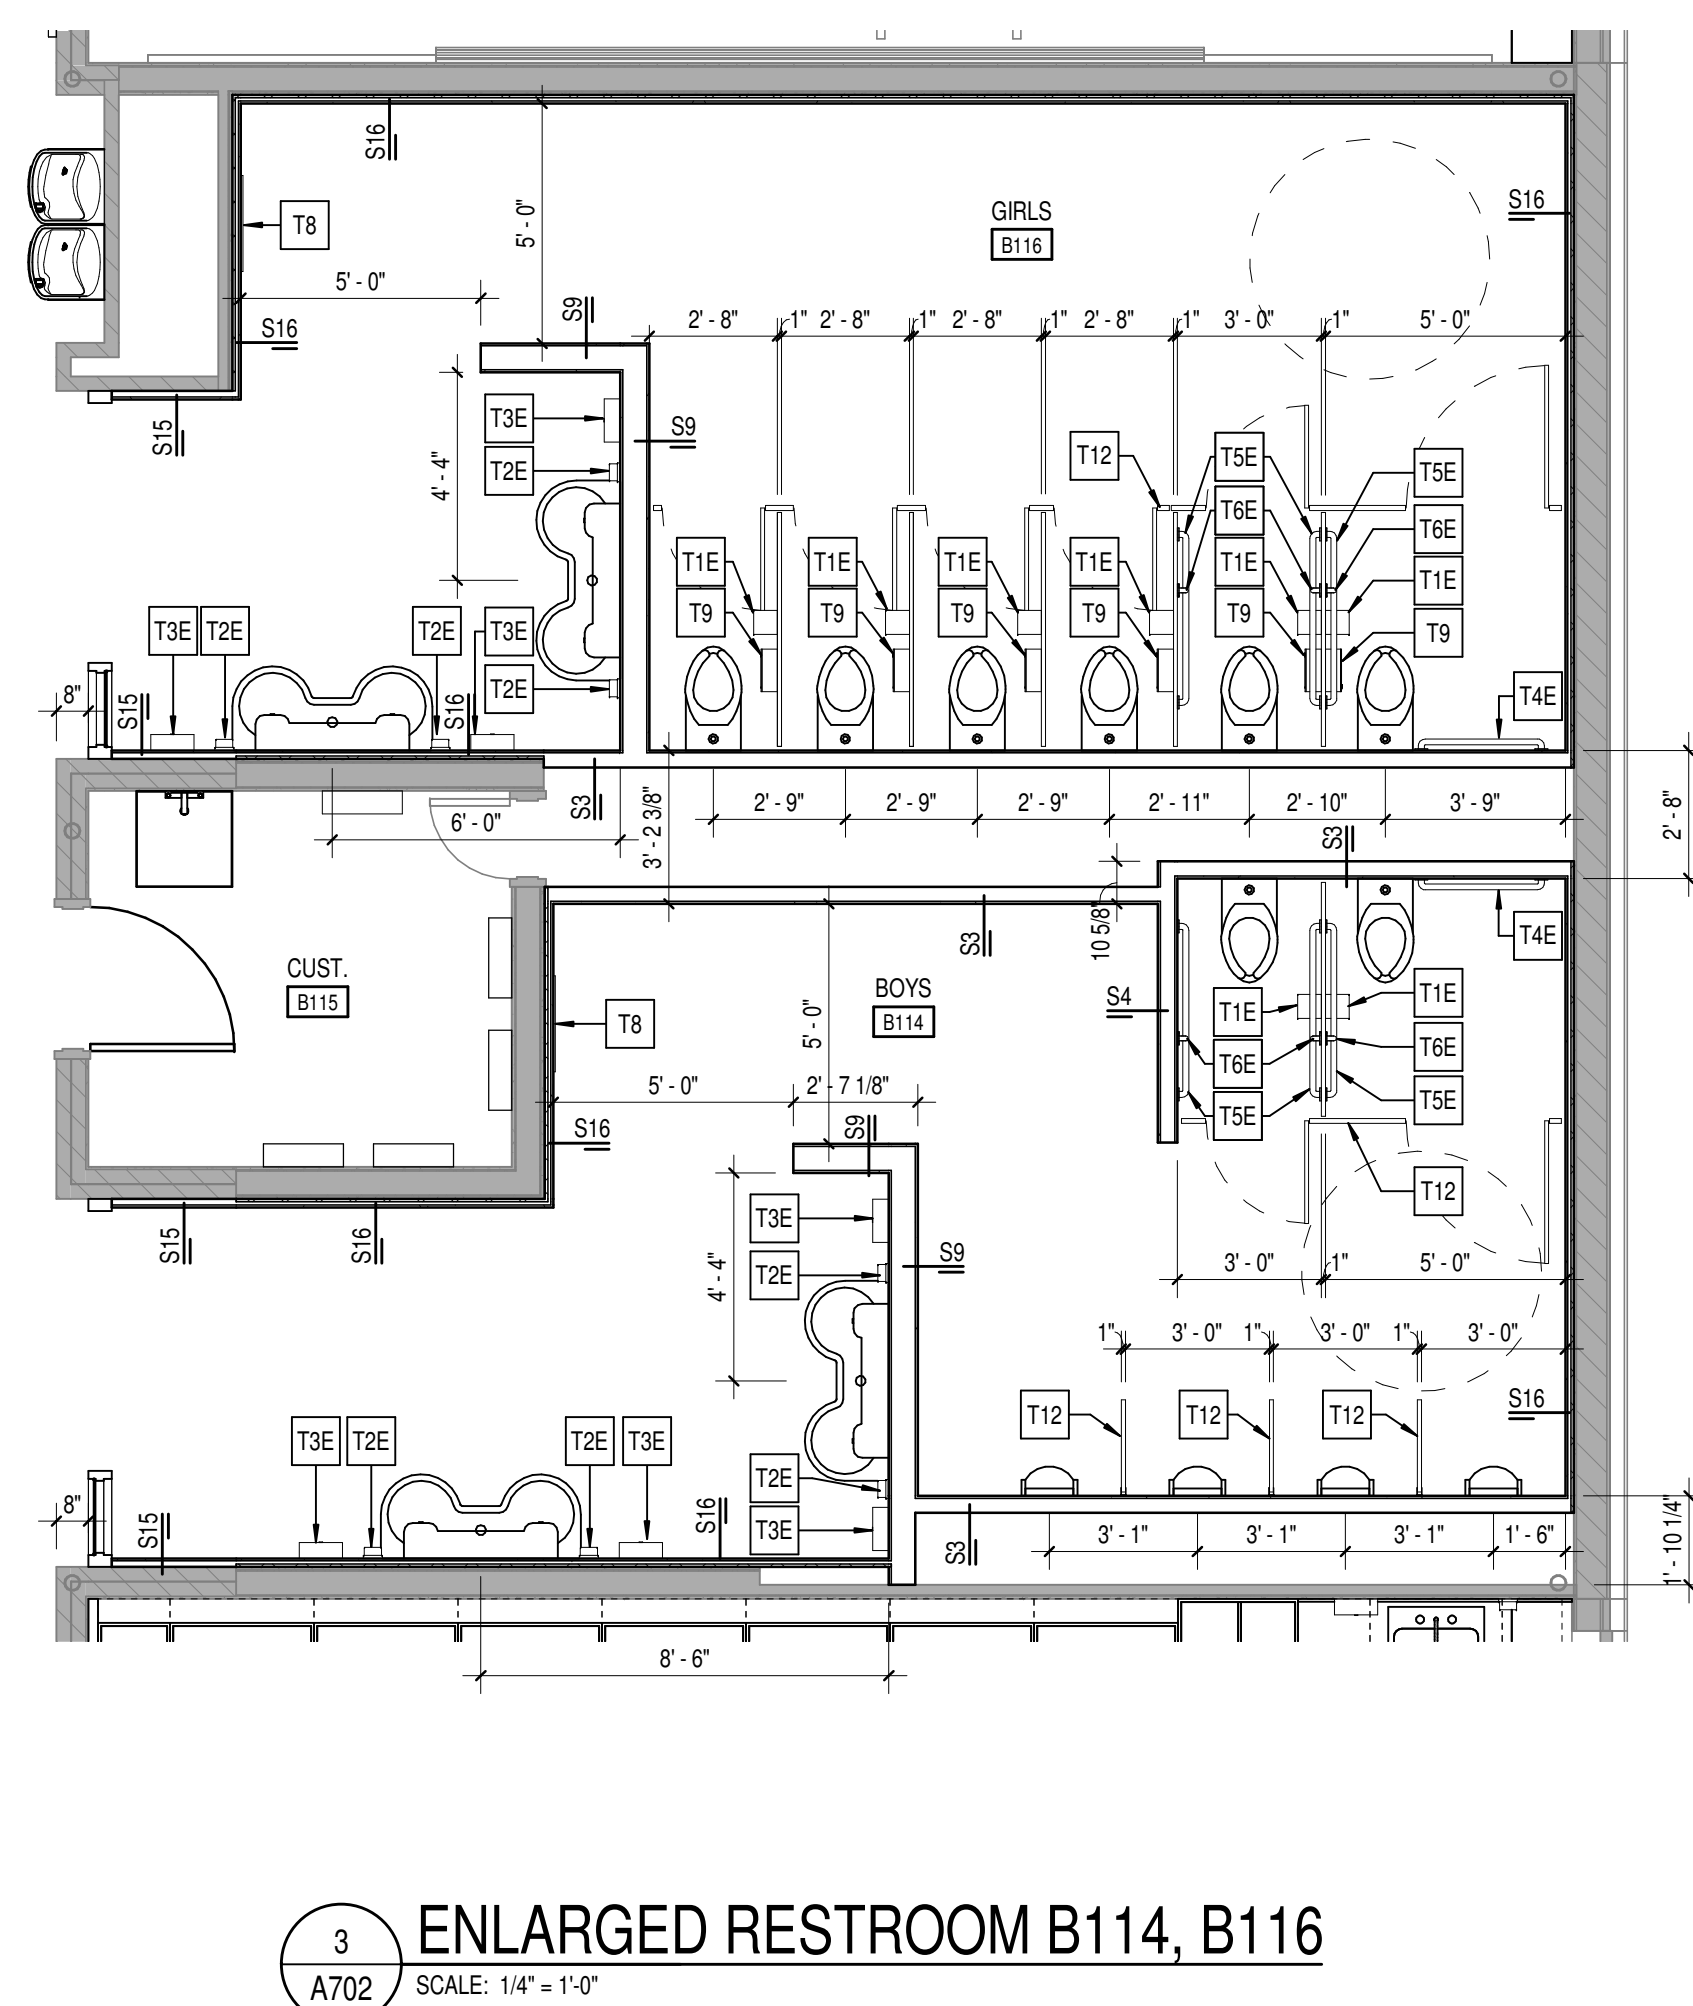 S16
T8
5' - 0"
GIRLS
B116
S16
5' - 0"
S16
S9
2' - 8" 1" 2' - 8" 1" 2' - 8" 1" 2' - 8" 1" 3' - 0" 1" 5' - 0"
S15
T3E
S9
T2E
4' - 4"
T12
T5E
T5E
T6E
T6E
T1E T1E T1E T1E T1E
T1E
T9 T9 T9 T9 T9
T9
T3E T2E T2E T3E
T2E
T4E
8"
S15
S16
6' - 0"
S3
3' - 2 3/8"
2' - 9" 2' - 9" 2' - 9" 2' - 11" 2' - 10" 3' - 9"
2' - 8"
S3
10 5/8"
S3
T4E
CUST.
B115
BOYS
B114
S4
T1E
T1E
T8
5' - 0"
T6E
T6E
5' - 0" 2' - 7 1/8"
T5E
T5E
S16
S9
T12
S15
S16
T3E
T2E
4' - 4"
S9
3' - 0" 1" 5' - 0"
1" 3' - 0" 1" 3' - 0" 1" 3' - 0"
T12 T12 T12
S16
T3E T2E T2E T3E
T2E
T3E
8"
S15
S16
S3
3' - 1" 3' - 1" 3' - 1" 1' - 6"
1' - 10 1/4"
8' - 6"
3
A702
ENLARGED RESTROOM B114, B116
SCALE: 1/4" = 1'-0"